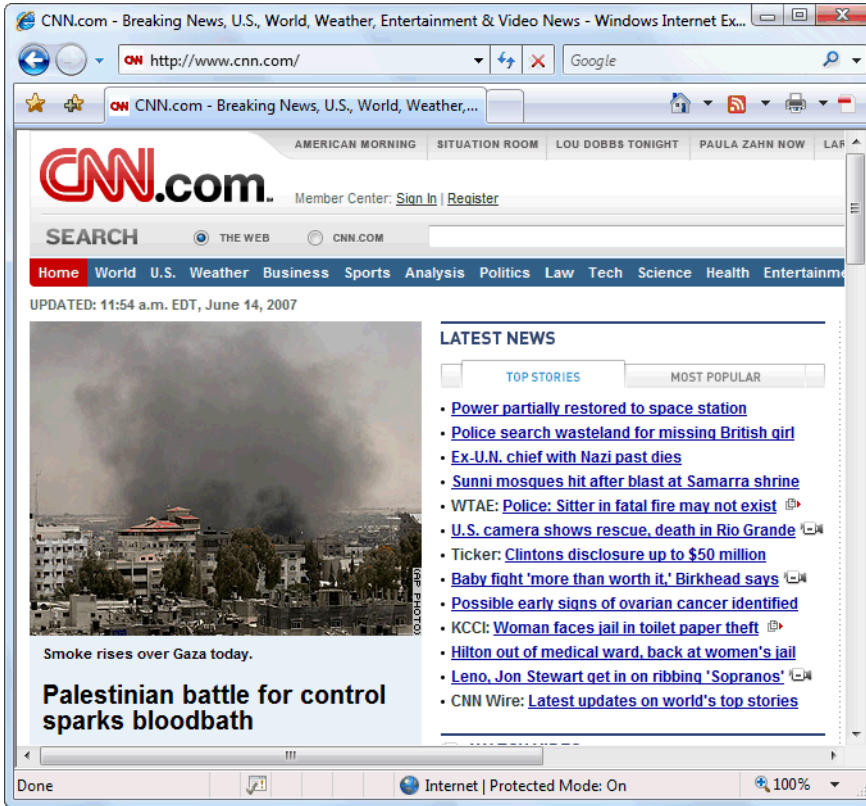 CNN.com - Breaking News, U.S., World, Weather, Entertainment & Video News - Windows Internet Ex...
CNN http://www.cnn.com/
Google
CNN CNN.com - Breaking News, U.S., World, Weather,...
AMERICAN MORNING SITUATION ROOM LOU DOBBS TONIGHT PAULA ZAHN NOW LAR
CNN.com
Member Center: Sign In | Register
SEARCH THE WEB CNN.COM
Home World U.S. Weather Business Sports Analysis Politics Law Tech Science Health Entertainme
UPDATED: 11:54 a.m. EDT, June 14, 2007
(AP PHOTO)
Smoke rises over Gaza today.
Palestinian battle for control
sparks bloodbath
LATEST NEWS
TOP STORIES MOST POPULAR
• Power partially restored to space station
• Police search wasteland for missing British girl
• Ex-U.N. chief with Nazi past dies
• Sunni mosques hit after blast at Samarra shrine
• WTAE: Police: Sitter in fatal fire may not exist
• U.S. camera shows rescue, death in Rio Grande
• Ticker: Clintons disclosure up to $50 million
• Baby fight 'more than worth it,' Birkhead says
• Possible early signs of ovarian cancer identified
• KCCI: Woman faces jail in toilet paper theft
• Hilton out of medical ward, back at women's jail
• Leno, Jon Stewart get in on ribbing 'Sopranos'
• CNN Wire: Latest updates on world's top stories
Done Internet | Protected Mode: On 100%